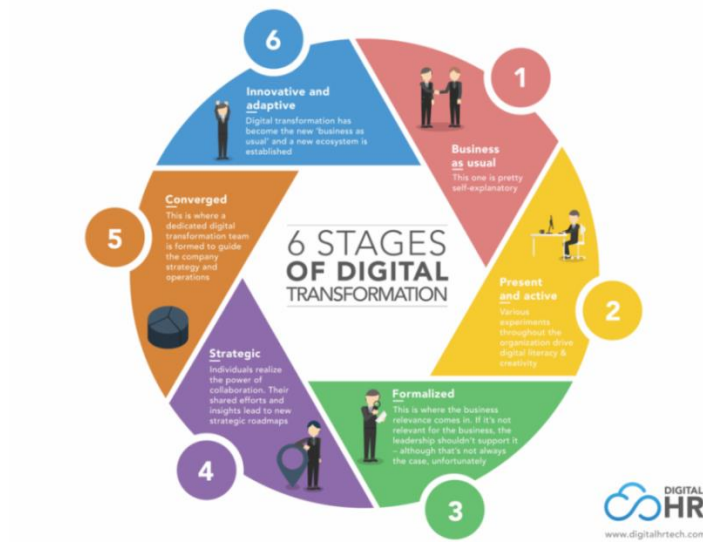 6 STAGES
OF DIGITAL
TRANSFORMATION
1
Business
as usual
This one is pretty
self-explanatory
2
Present
and active
Various
experiments
throughout the
organization drive
digital literacy &
creativity
3
Formalized
This is where the business
relevance comes in. If it's not
relevant for the business, the
leadership shouldn't support it
– although that's not always
the case, unfortunately
4
Strategic
Individuals realize
the power of
collaboration. Their
shared efforts and
insights lead to new
strategic roadmaps
5
Converged
This is where a
dedicated digital
transformation team
is formed to guide
the company
strategy and
operations
6
Innovative and
adaptive
Digital transformation has
become the new 'business as
usual' and a new ecosystem is
established
DIGITAL
HR
www.digitalhrtech.com